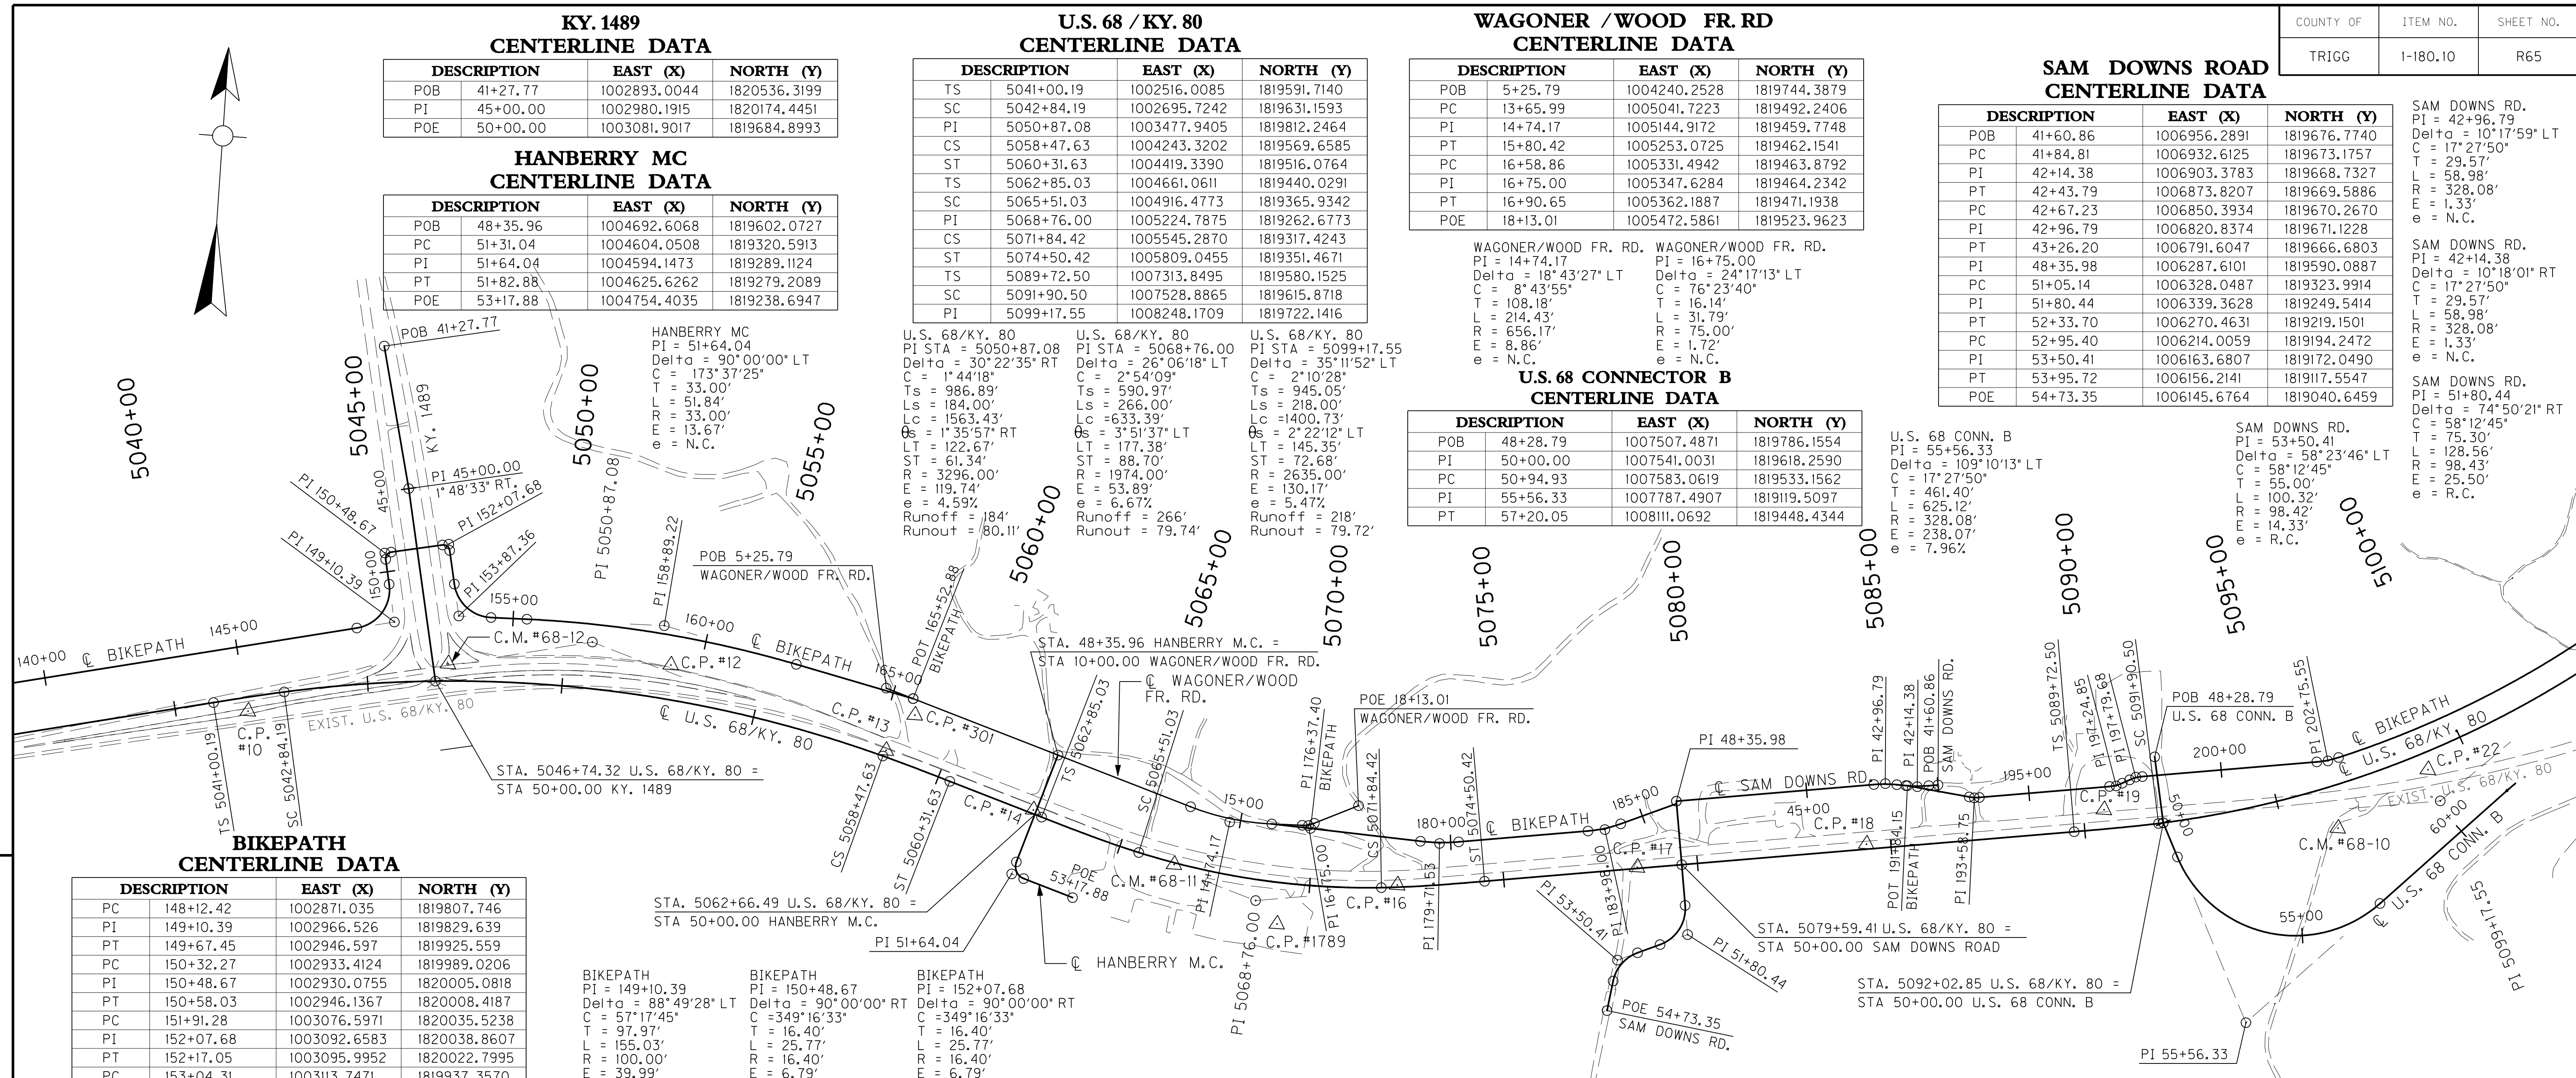 COUNTY OF ITEM NO. SHEET NO.
TRIGG 1-180.10 R65
KY. 1489
CENTERLINE DATA
DESCRIPTION EAST (X) NORTH (Y)
POB 41+27.77 1002893.0044 1820536.3199
PI 45+00.00 1002980.1915 1820174.4451
POE 50+00.00 1003081.9017 1819684.8993
HANBERRY MC
CENTERLINE DATA
DESCRIPTION EAST (X) NORTH (Y)
POB 48+35.96 1004692.6068 1819602.0727
PC 51+31.04 1004604.0508 1819320.5913
PI 51+64.04 1004594.1473 1819289.1124
PT 51+82.88 1004625.6262 1819279.2089
POE 53+17.88 1004754.4035 1819238.6947
HANBERRY MC
PI = 51+64.04
Delta = 90°00'00" LT
C = 173°37'25"
T = 33.00'
L = 51.84'
R = 33.00'
E = 13.67'
e = N.C.
U.S. 68 / KY. 80
CENTERLINE DATA
DESCRIPTION EAST (X) NORTH (Y)
TS 5041+00.19 1002516.0085 1819591.7140
SC 5042+84.19 1002695.7242 1819631.1593
PI 5050+87.08 1003477.9405 1819812.2464
CS 5058+47.63 1004243.3202 1819569.6585
ST 5060+31.63 1004419.3390 1819516.0764
TS 5062+85.03 1004661.0611 1819440.0291
SC 5065+51.03 1004916.4773 1819365.9342
PI 5068+76.00 1005224.7875 1819262.6773
CS 5071+84.42 1005545.2870 1819317.4243
ST 5074+50.42 1005809.0455 1819351.4671
TS 5089+72.50 1007313.8495 1819580.1525
SC 5091+90.50 1007528.8865 1819615.8718
PI 5099+17.55 1008248.1709 1819722.1416
U.S. 68/KY. 80
PI STA = 5050+87.08
Delta = 30°22'35" RT
C = 1°44'18"
Ts = 986.89'
Ls = 184.00'
Lc = 1563.43'
θs = 1°35'57" RT
LT = 122.67'
ST = 61.34'
R = 3296.00'
E = 119.74'
e = 4.59%
Runoff = 184'
Runout = 80.11'
U.S. 68/KY. 80
PI STA = 5068+76.00
Delta = 26°06'18" LT
C = 2°54'09"
Ts = 590.97'
Ls = 266.00'
Lc =633.39'
θs = 3°51'37" LT
LT = 177.38'
ST = 88.70'
R = 1974.00'
E = 53.89'
e = 6.67%
Runoff = 266'
Runout = 79.74'
U.S. 68/KY. 80
PI STA = 5099+17.55
Delta = 35°11'52" LT
C = 2°10'28"
Ts = 945.05'
Ls = 218.00'
Lc =1400.73'
θs = 2°22'12" LT
LT = 145.35'
ST = 72.68'
R = 2635.00'
E = 130.17'
e = 5.47%
Runoff = 218'
Runout = 79.72'
WAGONER / WOOD FR. RD
CENTERLINE DATA
DESCRIPTION EAST (X) NORTH (Y)
POB 5+25.79 1004240.2528 1819744.3879
PC 13+65.99 1005041.7223 1819492.2406
PI 14+74.17 1005144.9172 1819459.7748
PT 15+80.42 1005253.0725 1819462.1541
PC 16+58.86 1005331.4942 1819463.8792
PI 16+75.00 1005347.6284 1819464.2342
PT 16+90.65 1005362.1887 1819471.1938
POE 18+13.01 1005472.5861 1819523.9623
WAGONER/WOOD FR. RD.
PI = 14+74.17
Delta = 18°43'27" LT
C = 8°43'55"
T = 108.18'
L = 214.43'
R = 656.17'
E = 8.86'
e = N.C.
WAGONER/WOOD FR. RD.
PI = 16+75.00
Delta = 24°17'13" LT
C = 76°23'40"
T = 16.14'
L = 31.79'
R = 75.00'
E = 1.72'
e = N.C.
U.S. 68 CONNECTOR B
CENTERLINE DATA
DESCRIPTION EAST (X) NORTH (Y)
POB 48+28.79 1007507.4871 1819786.1554
PI 50+00.00 1007541.0031 1819618.2590
PC 50+94.93 1007583.0619 1819533.1562
PI 55+56.33 1007787.4907 1819119.5097
PT 57+20.05 1008111.0692 1819448.4344
U.S. 68 CONN. B
PI = 55+56.33
Delta = 109°10'13" LT
C = 17°27'50"
T = 461.40'
L = 625.12'
R = 328.08'
E = 238.07'
e = 7.96%
SAM DOWNS ROAD
CENTERLINE DATA
DESCRIPTION EAST (X) NORTH (Y)
POB 41+60.86 1006956.2891 1819676.7740
PC 41+84.81 1006932.6125 1819673.1757
PI 42+14.38 1006903.3783 1819668.7327
PT 42+43.79 1006873.8207 1819669.5886
PC 42+67.23 1006850.3934 1819670.2670
PI 42+96.79 1006820.8374 1819671.1228
PT 43+26.20 1006791.6047 1819666.6803
PI 48+35.98 1006287.6101 1819590.0887
PC 51+05.14 1006328.0487 1819323.9914
PI 51+80.44 1006339.3628 1819249.5414
PT 52+33.70 1006270.4631 1819219.1501
PC 52+95.40 1006214.0059 1819194.2472
PI 53+50.41 1006163.6807 1819172.0490
PT 53+95.72 1006156.2141 1819117.5547
POE 54+73.35 1006145.6764 1819040.6459
SAM DOWNS RD.
PI = 42+96.79
Delta = 10°17'59" LT
C = 17°27'50"
T = 29.57'
L = 58.98'
R = 328.08'
E = 1.33'
e = N.C.
SAM DOWNS RD.
PI = 42+14.38
Delta = 10°18'01" RT
C = 17°27'50"
T = 29.57'
L = 58.98'
R = 328.08'
E = 1.33'
e = N.C.
SAM DOWNS RD.
PI = 51+80.44
Delta = 74°50'21" RT
C = 58°12'45"
T = 75.30'
L = 128.56'
R = 98.43'
E = 25.50'
e = R.C.
SAM DOWNS RD.
PI = 53+50.41
Delta = 58°23'46" LT
C = 58°12'45"
T = 55.00'
L = 100.32'
R = 98.42'
E = 14.33'
e = R.C.
5040+00
5045+00
5050+00
5055+00
5060+00
5065+00
5070+00
5075+00
5080+00
5085+00
5090+00
5095+00
5100+00
POB 41+27.77
KY. 1489
45+00
PI 45+00.00
1°48'33" RT.
PI 150+48.67
PI 152+07.68
PI 149+10.39
PI 153+87.36
150+00
155+00
140+00
℄ BIKEPATH
145+00
C.M. #68-12
PI 5050+87.08
PI 158+89.22
C.P. #12
160+00
℄ BIKEPATH
POB 5+25.79
WAGONER/WOOD FR. RD.
165+00
POT 165+52.88
BIKEPATH
EXIST. U.S. 68/KY. 80
C.P.
#10
TS 5041+00.19
SC 5042+84.19
STA. 5046+74.32 U.S. 68/KY. 80 =
STA 50+00.00 KY. 1489
℄ U.S. 68/KY. 80
C.P. #13
C.P. #301
CS 5058+47.63
ST 5060+31.63
C.P. #14
STA. 48+35.96 HANBERRY M.C. =
STA 10+00.00 WAGONER/WOOD FR. RD.
℄ WAGONER/WOOD
FR. RD.
TS 5062+85.03
SC 5065+51.03
STA. 5062+66.49 U.S. 68/KY. 80 =
STA 50+00.00 HANBERRY M.C.
PI 51+64.04
POE
53+17.88
℄ HANBERRY M.C.
C.M. #68-11
PI 14+74.17
15+00
PI 5068+76.00
C.P. #1789
PI 176+37.40
BIKEPATH
PI 16+75.00
POE 18+13.01
WAGONER/WOOD FR. RD.
CS 5071+84.42
C.P. #16
PI 179+71.53
180+00
ST 5074+50.42
℄ BIKEPATH
185+00
PI 183+98.00
C.P. #17
PI 53+50.41
POE 54+73.35
SAM DOWNS RD.
PI 51+80.44
PI 48+35.98
℄ SAM DOWNS RD.
45+00
C.P. #18
STA. 5079+59.41 U.S. 68/KY. 80 =
STA 50+00.00 SAM DOWNS ROAD
PI 42+96.79
PI 42+14.38
POB 41+60.86
SAM DOWNS RD.
POT 191+84.15
BIKEPATH
PI 193+58.75
195+00
TS 5089+72.50
PI 197+24.85
PI 197+79.68
SC 5091+90.50
C.P. #19
POB 48+28.79
U.S. 68 CONN. B
200+00
PI 202+75.55
℄ BIKEPATH
℄ U.S. 68/KY. 80
C.P. #22
EXIST. U.S. 68/KY. 80
50+00
C.M. #68-10
60+00
℄ U.S. 68 CONN. B
55+00
STA. 5092+02.85 U.S. 68/KY. 80 =
STA 50+00.00 U.S. 68 CONN. B
PI 55+56.33
PI 5099+17.55
BIKEPATH
CENTERLINE DATA
DESCRIPTION EAST (X) NORTH (Y)
PC 148+12.42 1002871.035 1819807.746
PI 149+10.39 1002966.526 1819829.639
PT 149+67.45 1002946.597 1819925.559
PC 150+32.27 1002933.4124 1819989.0206
PI 150+48.67 1002930.0755 1820005.0818
PT 150+58.03 1002946.1367 1820008.4187
PC 151+91.28 1003076.5971 1820035.5238
PI 152+07.68 1003092.6583 1820038.8607
PT 152+17.05 1003095.9952 1820022.7995
PC 153+04.31 1003113.7471 1819937.3570
BIKEPATH
PI = 149+10.39
Delta = 88°49'28" LT
C = 57°17'45"
T = 97.97'
L = 155.03'
R = 100.00'
E = 39.99'
BIKEPATH
PI = 150+48.67
Delta = 90°00'00" RT
C =349°16'33"
T = 16.40'
L = 25.77'
R = 16.40'
E = 6.79'
BIKEPATH
PI = 152+07.68
Delta = 90°00'00" RT
C =349°16'33"
T = 16.40'
L = 25.77'
R = 16.40'
E = 6.79'